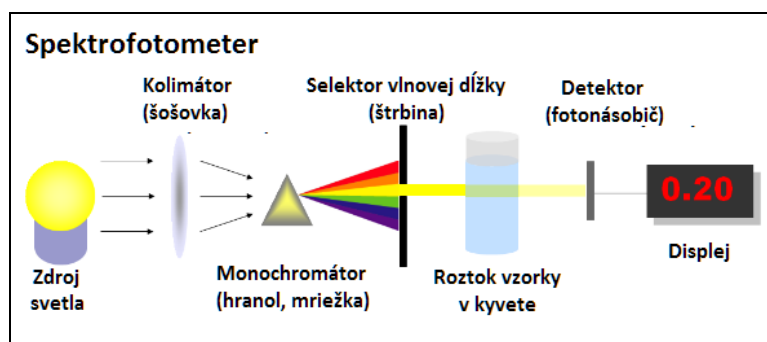 Spektrofotometer
Kolimátor
(šošovka)
Selektor vlnovej dĺžky
(štrbina)
Detektor
(fotonásobič)
0.20
Displej
Zdroj
svetla
Monochromátor
(hranol, mriežka)
Roztok vzorky
v kyvete